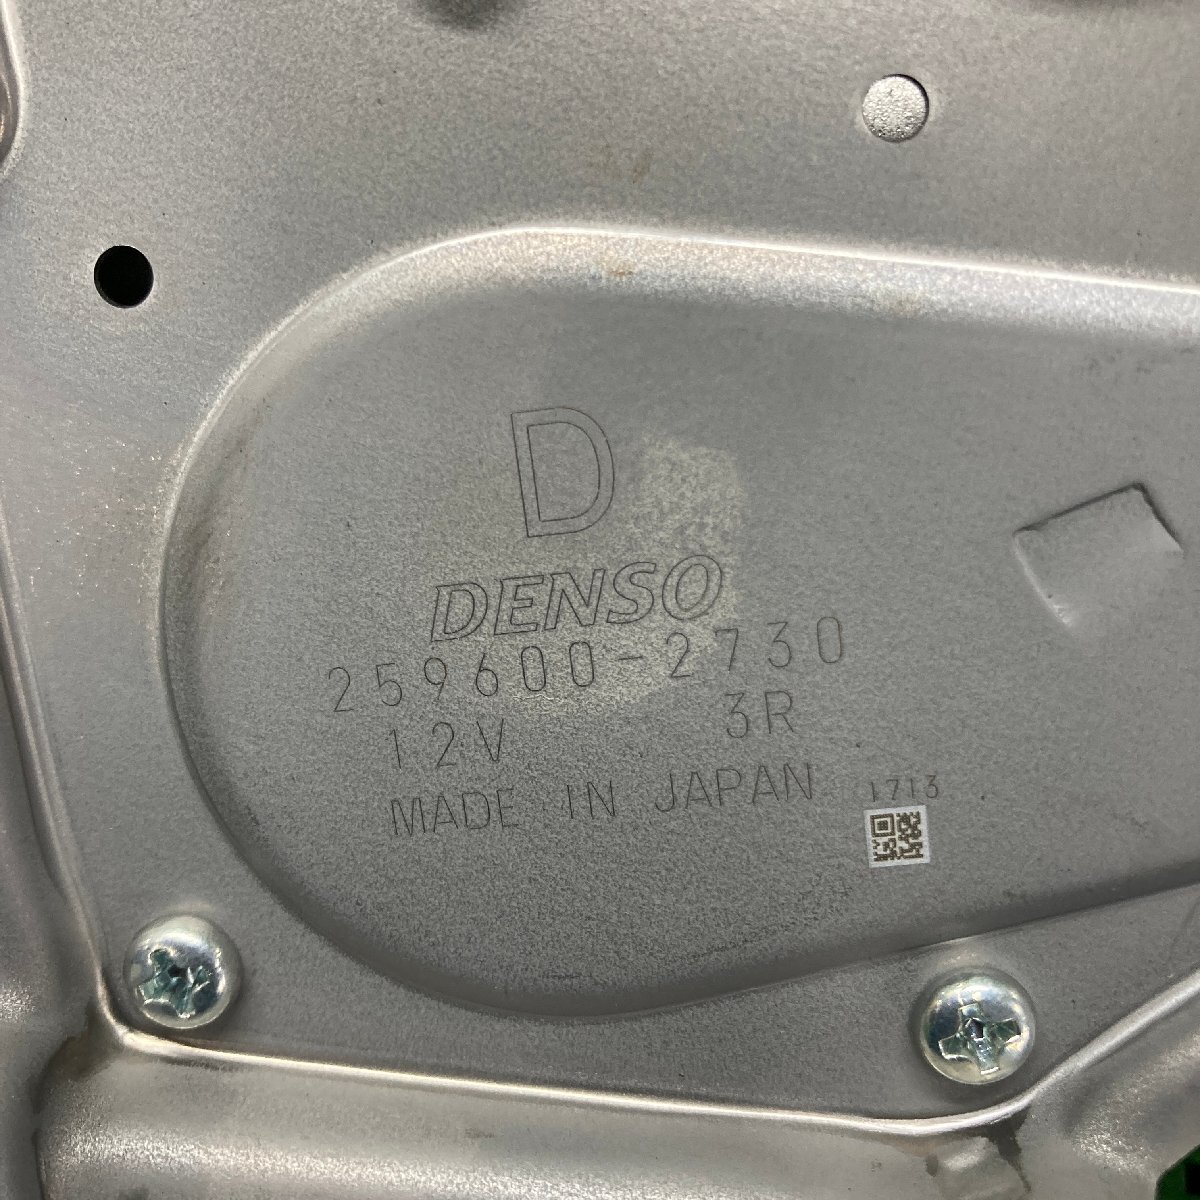 D
DENSO
259600-2730
12V 3R
MADE IN JAPAN 1713